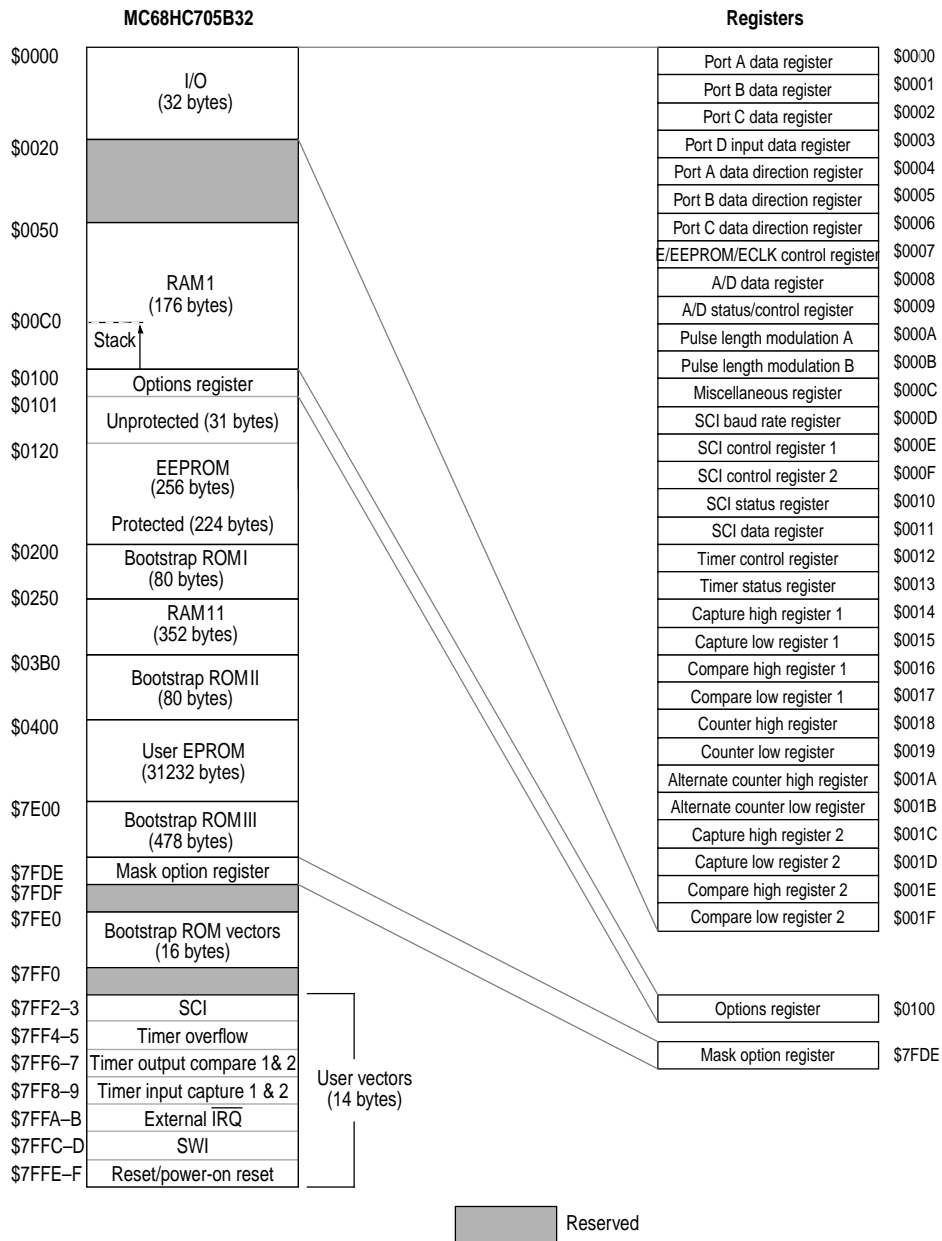 MC68HC705B32
$0000
I/O
(32 bytes)
$0020
$0050
RAM1
(176 bytes)
$00C0
Stack
$0100
Options register
$0101
Unprotected (31 bytes)
$0120
EEPROM
(256 bytes)
Protected (224 bytes)
$0200
Bootstrap ROMI
(80 bytes)
$0250
RAM11
(352 bytes)
$03B0
Bootstrap ROMII
(80 bytes)
$0400
User EPROM
(31232 bytes)
$7E00
Bootstrap ROMIII
(478 bytes)
$7FDE
Mask option register
$7FDF
$7FE0
Bootstrap ROM vectors
(16 bytes)
$7FF0
$7FF2–3 SCI
$7FF4–5 Timer overflow
$7FF6–7 Timer output compare 1& 2
$7FF8–9 Timer input capture 1 & 2
$7FFA–B External IRQ
$7FFC–D SWI
$7FFE–F Reset/power-on reset
User vectors
(14 bytes)
Registers
Port A data register $0000
Port B data register $0001
Port C data register $0002
Port D input data register $0003
Port A data direction register $0004
Port B data direction register $0005
Port C data direction register $0006
E/EEPROM/ECLK control register $0007
A/D data register $0008
A/D status/control register $0009
Pulse length modulation A $000A
Pulse length modulation B $000B
Miscellaneous register $000C
SCI baud rate register $000D
SCI control register 1 $000E
SCI control register 2 $000F
SCI status register $0010
SCI data register $0011
Timer control register $0012
Timer status register $0013
Capture high register 1 $0014
Capture low register 1 $0015
Compare high register 1 $0016
Compare low register 1 $0017
Counter high register $0018
Counter low register $0019
Alternate counter high register $001A
Alternate counter low register $001B
Capture high register 2 $001C
Capture low register 2 $001D
Compare high register 2 $001E
Compare low register 2 $001F
Options register $0100
Mask option register $7FDE
Reserved